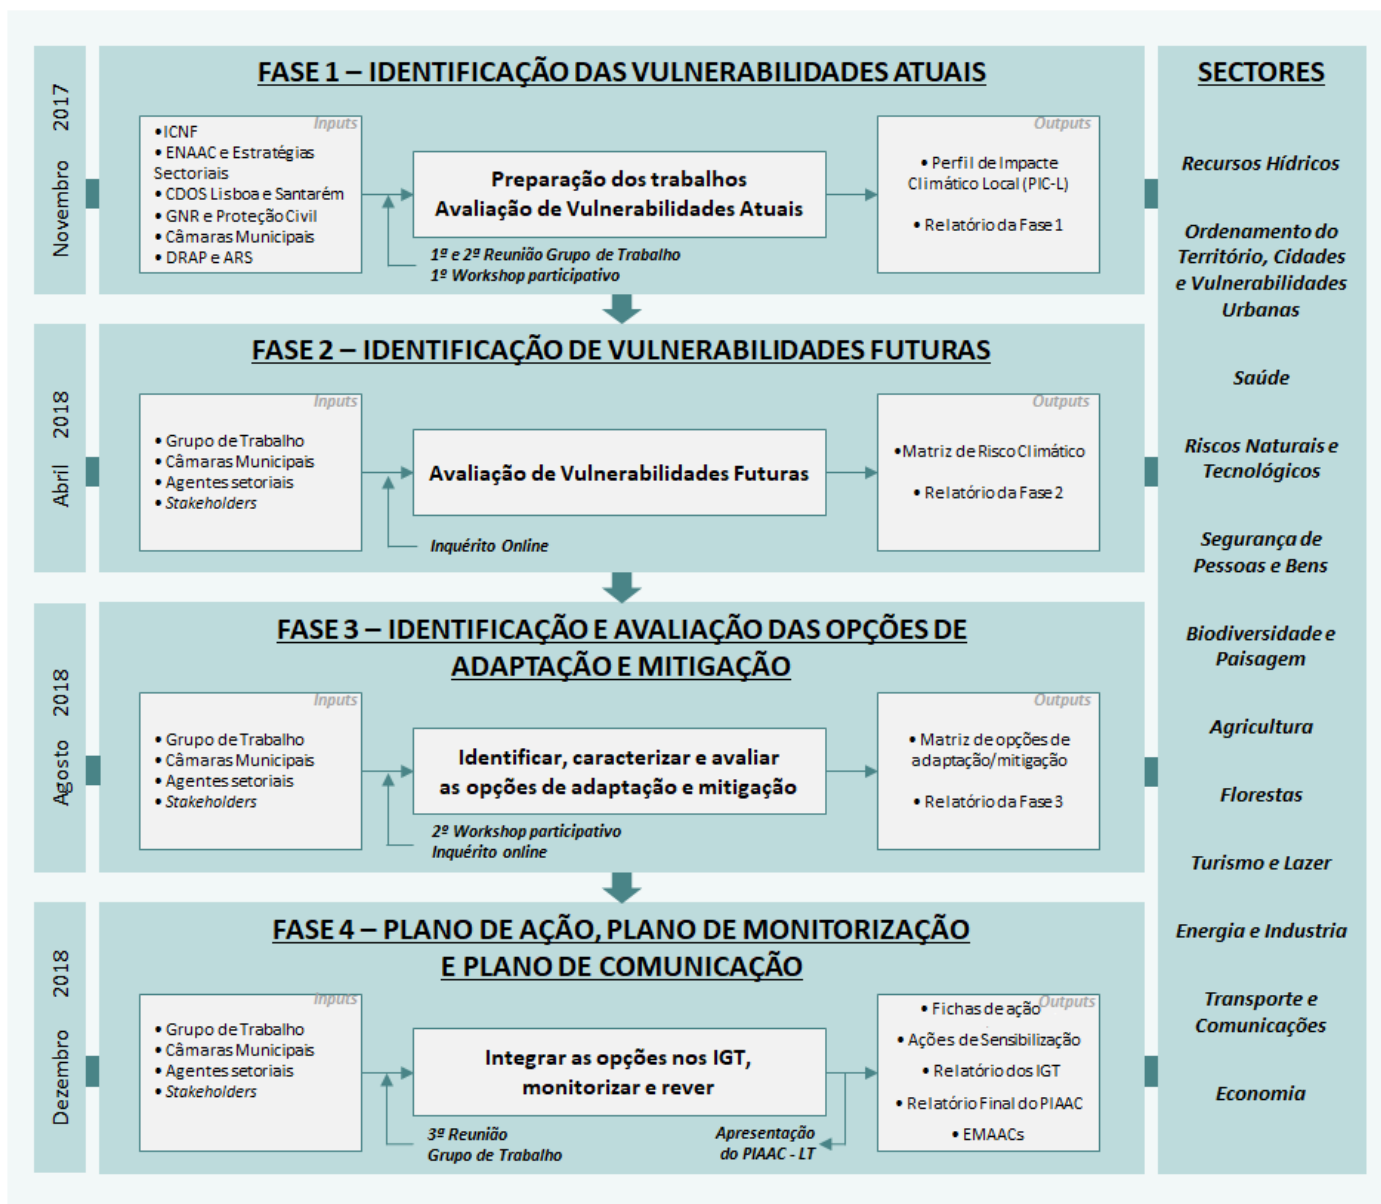 Novembro 2017
FASE 1 – IDENTIFICAÇÃO DAS VULNERABILIDADES ATUAIS
Inputs
•ICNF
• ENAAC e Estratégias
Sectoriais
• CDOS Lisboa e Santarém
• GNR e Proteção Civil
• Câmaras Municipais
• DRAP e ARS
Preparação dos trabalhos
Avaliação de Vulnerabilidades Atuais
1ª e 2ª Reunião Grupo de Trabalho
1º Workshop participativo
Outputs
• Perfil de Impacte
Climático Local (PIC-L)
• Relatório da Fase 1
Abril 2018
FASE 2 – IDENTIFICAÇÃO DE VULNERABILIDADES FUTURAS
Inputs
• Grupo de Trabalho
• Câmaras Municipais
• Agentes setoriais
• Stakeholders
Avaliação de Vulnerabilidades Futuras
Inquérito Online
Outputs
•Matriz de Risco Climático
• Relatório da Fase 2
Agosto 2018
FASE 3 – IDENTIFICAÇÃO E AVALIAÇÃO DAS OPÇÕES DE
ADAPTAÇÃO E MITIGAÇÃO
Inputs
• Grupo de Trabalho
• Câmaras Municipais
• Agentes setoriais
• Stakeholders
Identificar, caracterizar e avaliar
as opções de adaptação e mitigação
2º Workshop participativo
Inquérito online
Outputs
• Matriz de opções de
adaptação/mitigação
• Relatório da Fase 3
Dezembro 2018
FASE 4 – PLANO DE AÇÃO, PLANO DE MONITORIZAÇÃO
E PLANO DE COMUNICAÇÃO
Inputs
• Grupo de Trabalho
• Câmaras Municipais
• Agentes setoriais
• Stakeholders
Integrar as opções nos IGT,
monitorizar e rever
3ª Reunião
Grupo de Trabalho
Apresentação
do PIAAC - LT
Outputs
• Fichas de ação
• Ações de Sensibilização
• Relatório dos IGT
• Relatório Final do PIAAC
• EMAACs
SECTORES
Recursos Hídricos
Ordenamento do
Território, Cidades
e Vulnerabilidades
Urbanas
Saúde
Riscos Naturais e
Tecnológicos
Segurança de
Pessoas e Bens
Biodiversidade e
Paisagem
Agricultura
Florestas
Turismo e Lazer
Energia e Industria
Transporte e
Comunicações
Economia